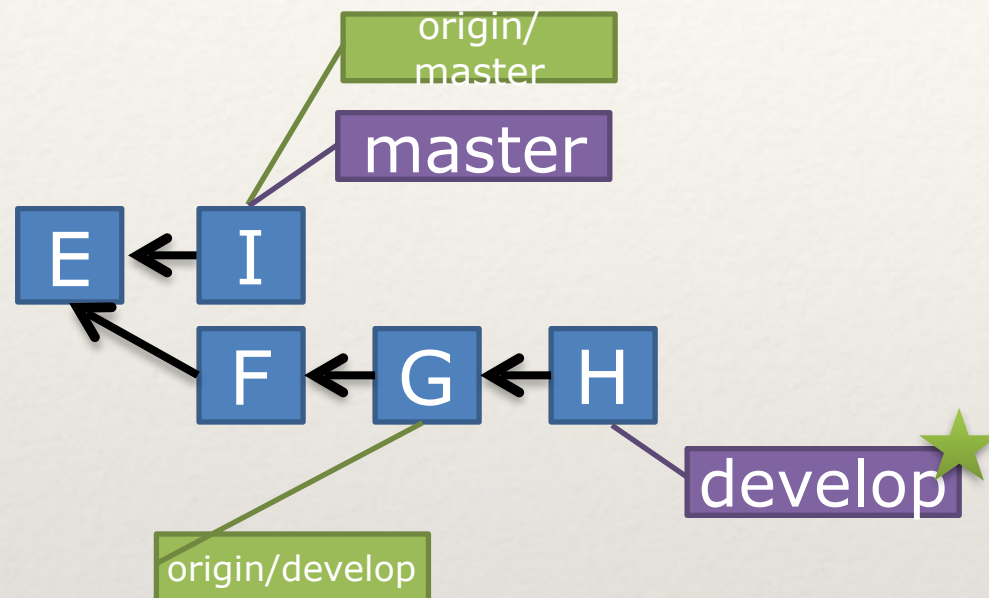 origin/
master
master
E I
F G H
develop
origin/develop